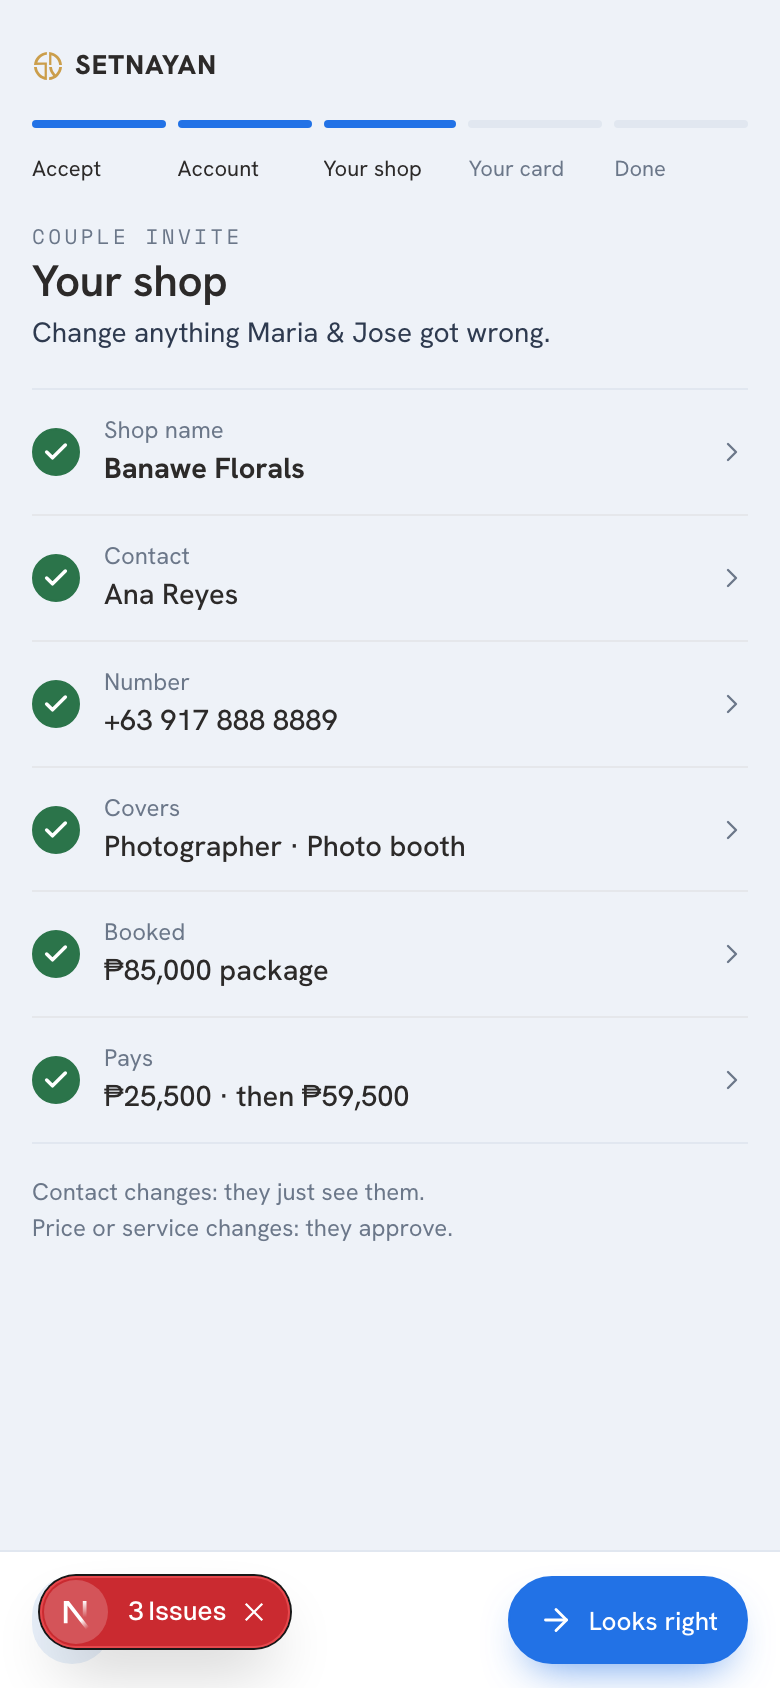 SETNAYAN
Accept Account Your shop Your card Done
COUPLE INVITE
Your shop
Change anything Maria & Jose got wrong.
Shop name
Banawe Florals
Contact
Ana Reyes
Number
+63 917 888 8889
Covers
Photographer · Photo booth
Booked
₱85,000 package
Pays
₱25,500 · then ₱59,500
Contact changes: they just see them.
Price or service changes: they approve.
N 3 Issues
Looks right